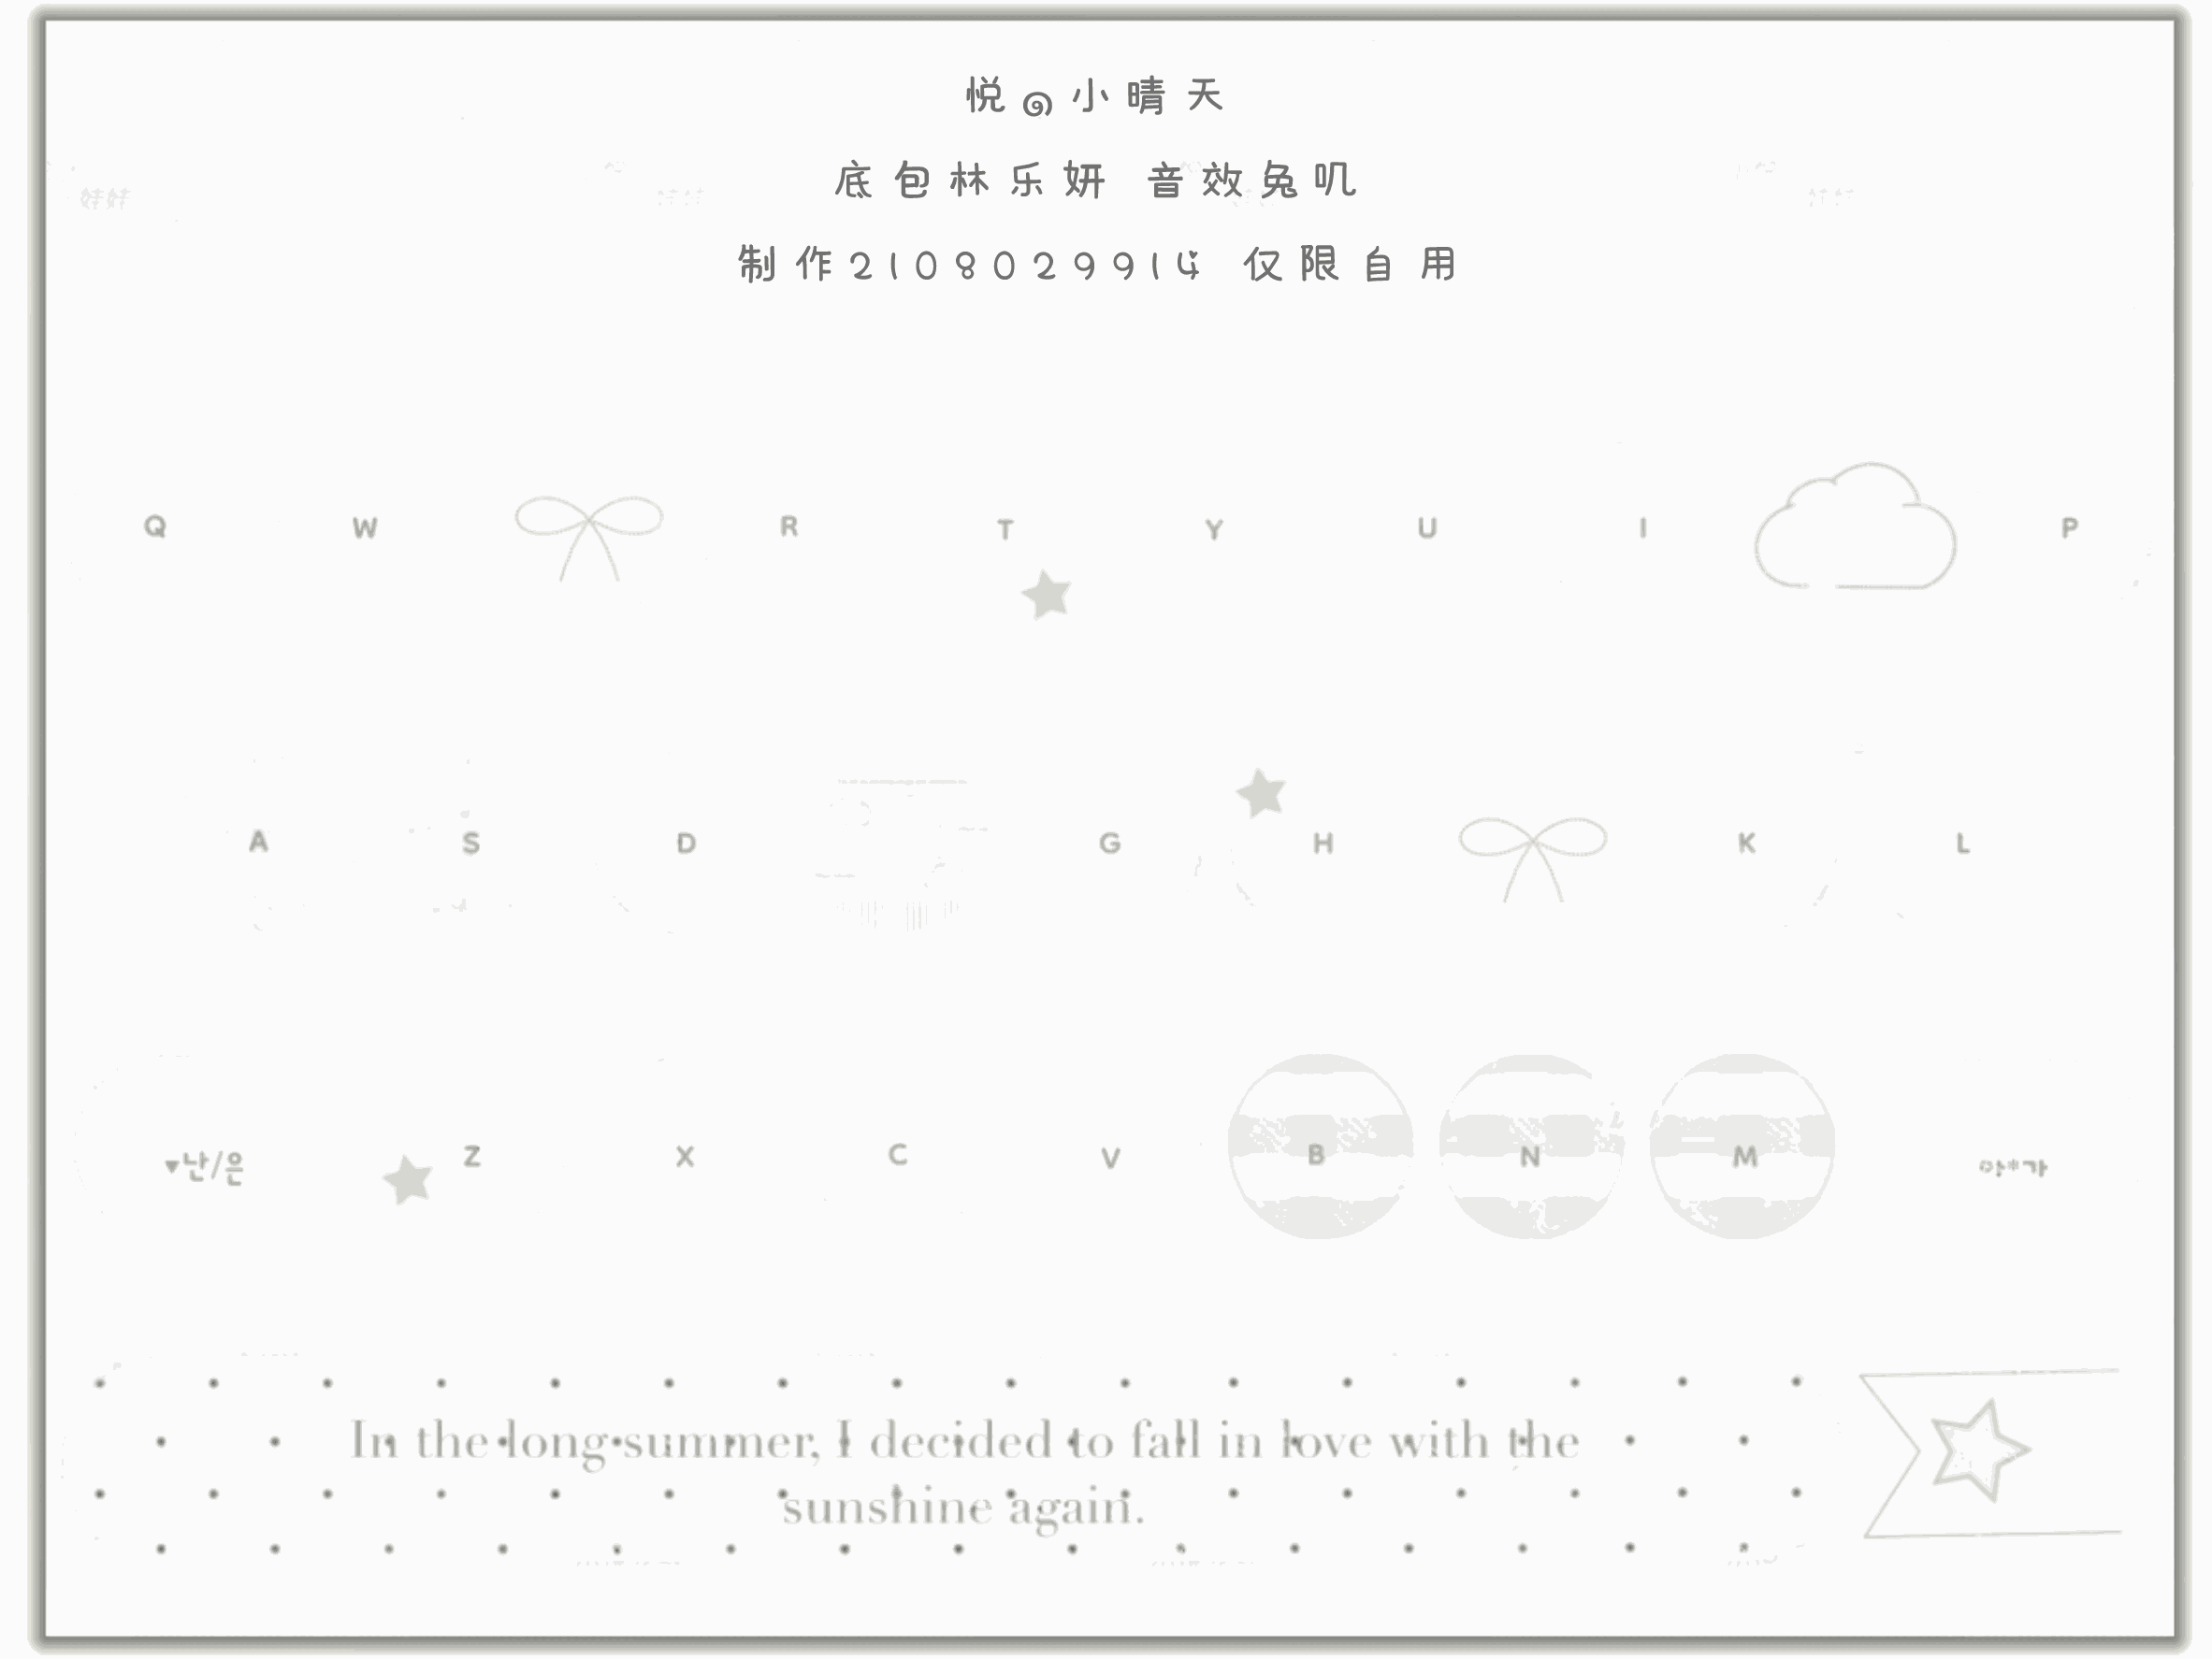 悦๑小晴天
底包林乐妍 音效兔叽
制作2108029914 仅限自用
Q W R T Y U I P
A S D G H K L
▼난/은 Z X C V B N M
In the long summer, I decided to fall in love with the
sunshine again.